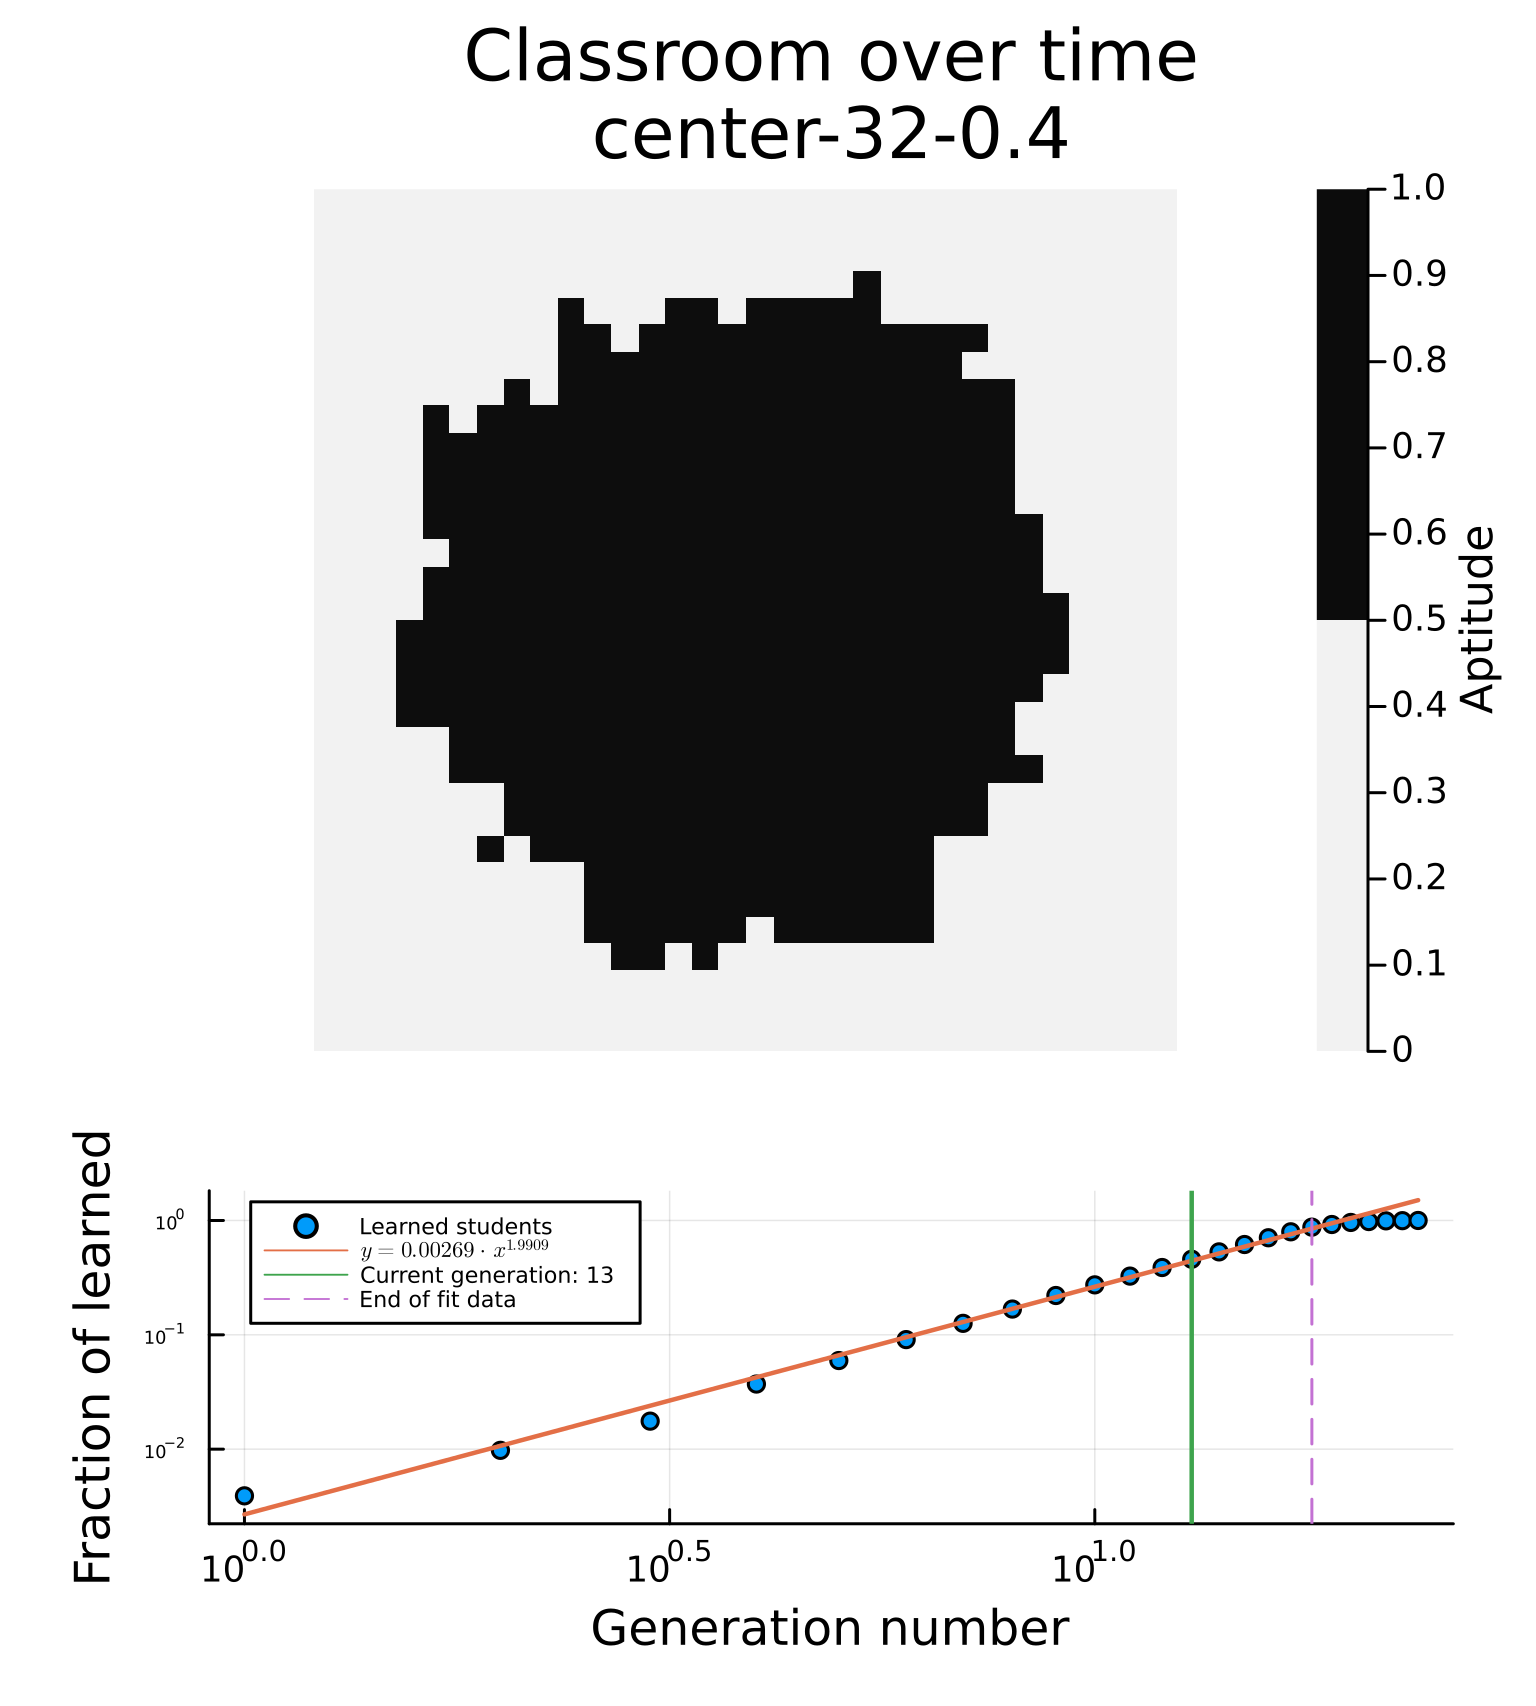 Classroom over time
center-32-0.4
1.0
0.9
0.8
0.7
0.6
0.5
0.4
0.3
0.2
0.1
0
Aptitude
Fraction of learned
10⁰
10⁻¹
10⁻²
Learned students
y = 0.00269 · x^1.9909
Current generation: 13
End of fit data
10^0.0
10^0.5
10^1.0
Generation number